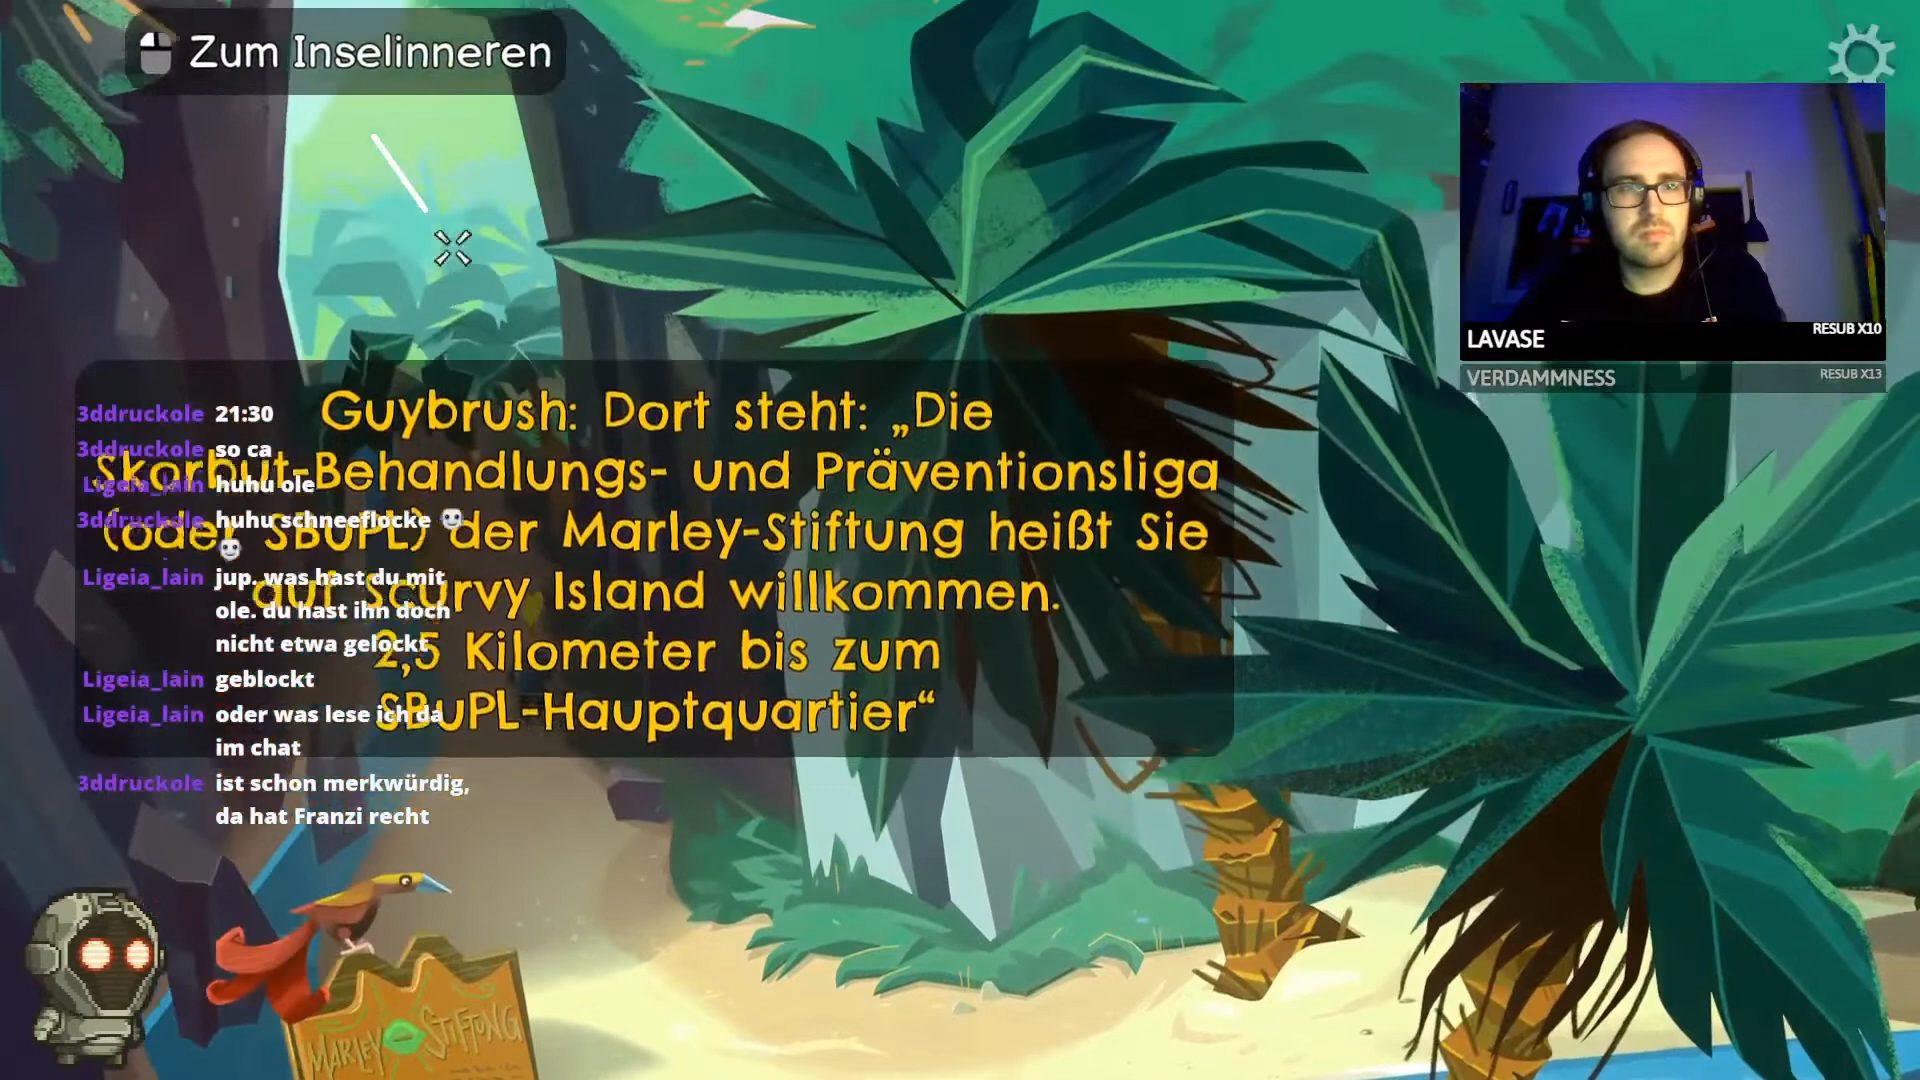 Zum Inselinneren
LAVASE RESUB X10
VERDAMMNESS RESUB X13
Guybrush: Dort steht: „Die
Skorbut-Behandlungs- und Präventionsliga
(oder SBuPL) der Marley-Stiftung heißt Sie
auf Scurvy Island willkommen.
2,5 Kilometer bis zum
SBuPL-Hauptquartier“
3ddruckole 21:30
3ddruckole so ca
Ligeia_lain huhu ole
3ddruckole huhu schneeflocke
Ligeia_lain jup. was hast du mit
ole. du hast ihn doch
nicht etwa gelockt
Ligeia_lain geblockt
Ligeia_lain oder was lese ich da
im chat
3ddruckole ist schon merkwürdig,
da hat Franzi recht
MARLEY STIFTUNG